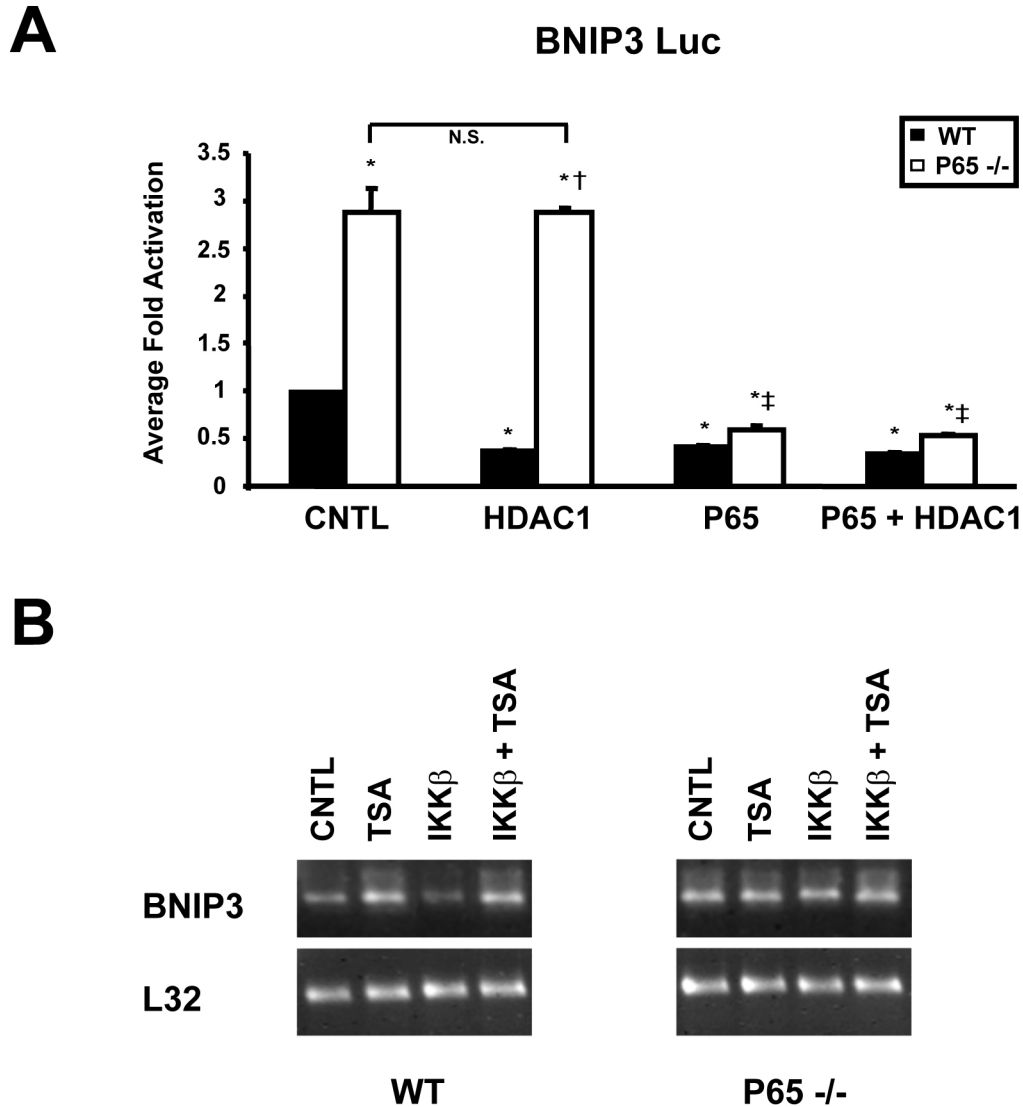 A
BNIP3 Luc
N.S.
WT
P65 -/-
Average Fold Activation
3.5
3
2.5
2
1.5
1
0.5
0
*
*†
*
*
*‡
*
*‡
CNTL HDAC1 P65 P65 + HDAC1
B
CNTL TSA IKKβ IKKβ + TSA
CNTL TSA IKKβ IKKβ + TSA
BNIP3
L32
WT P65 -/-